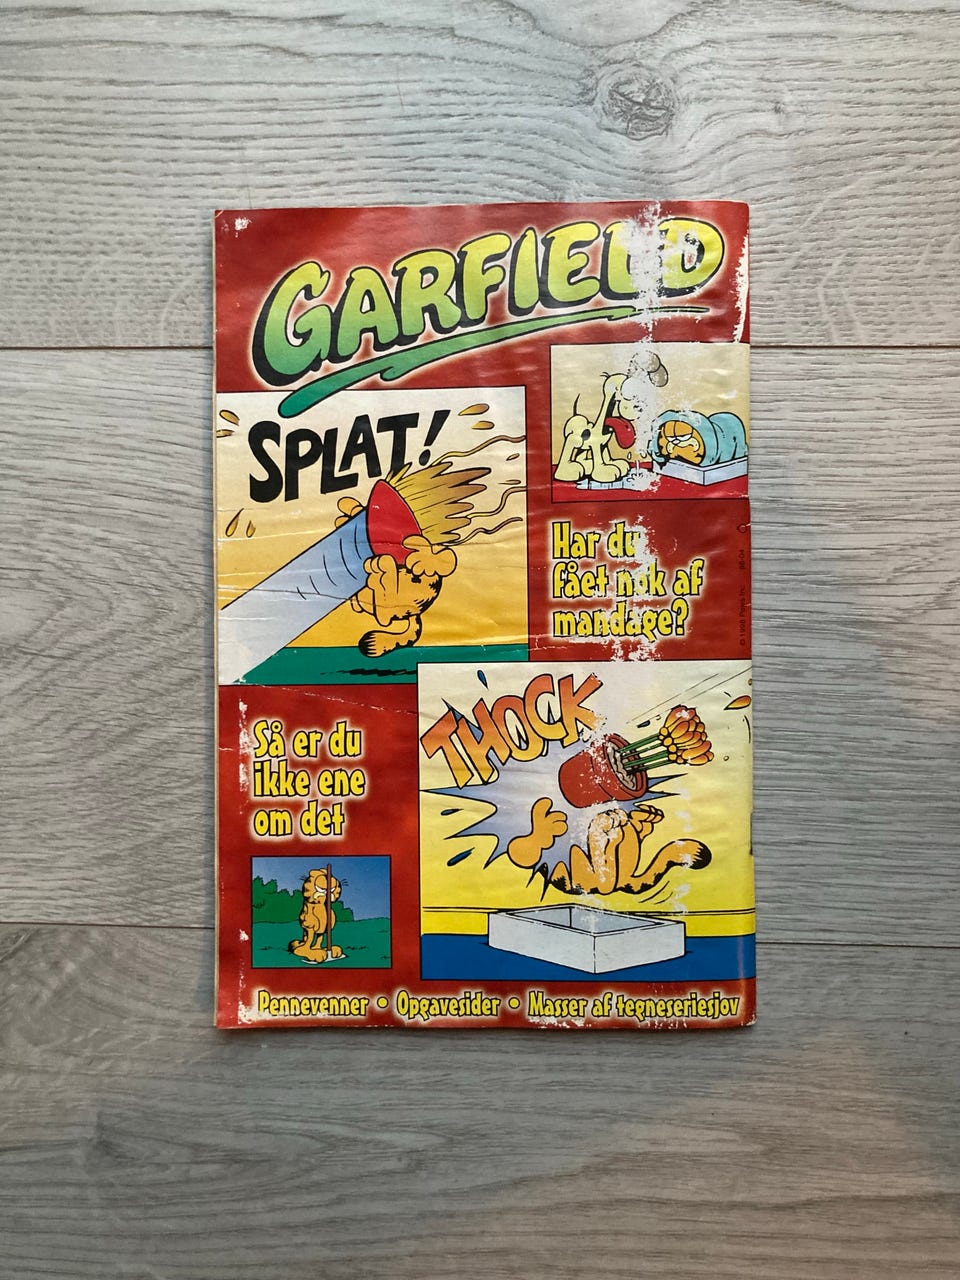 GARFIELD
SPLAT!
Har du
fået nok af
mandage?
THOCK
Så er du
ikke ene
om det
Pennevenner • Opgavesider • Masser af tegneseriesjov